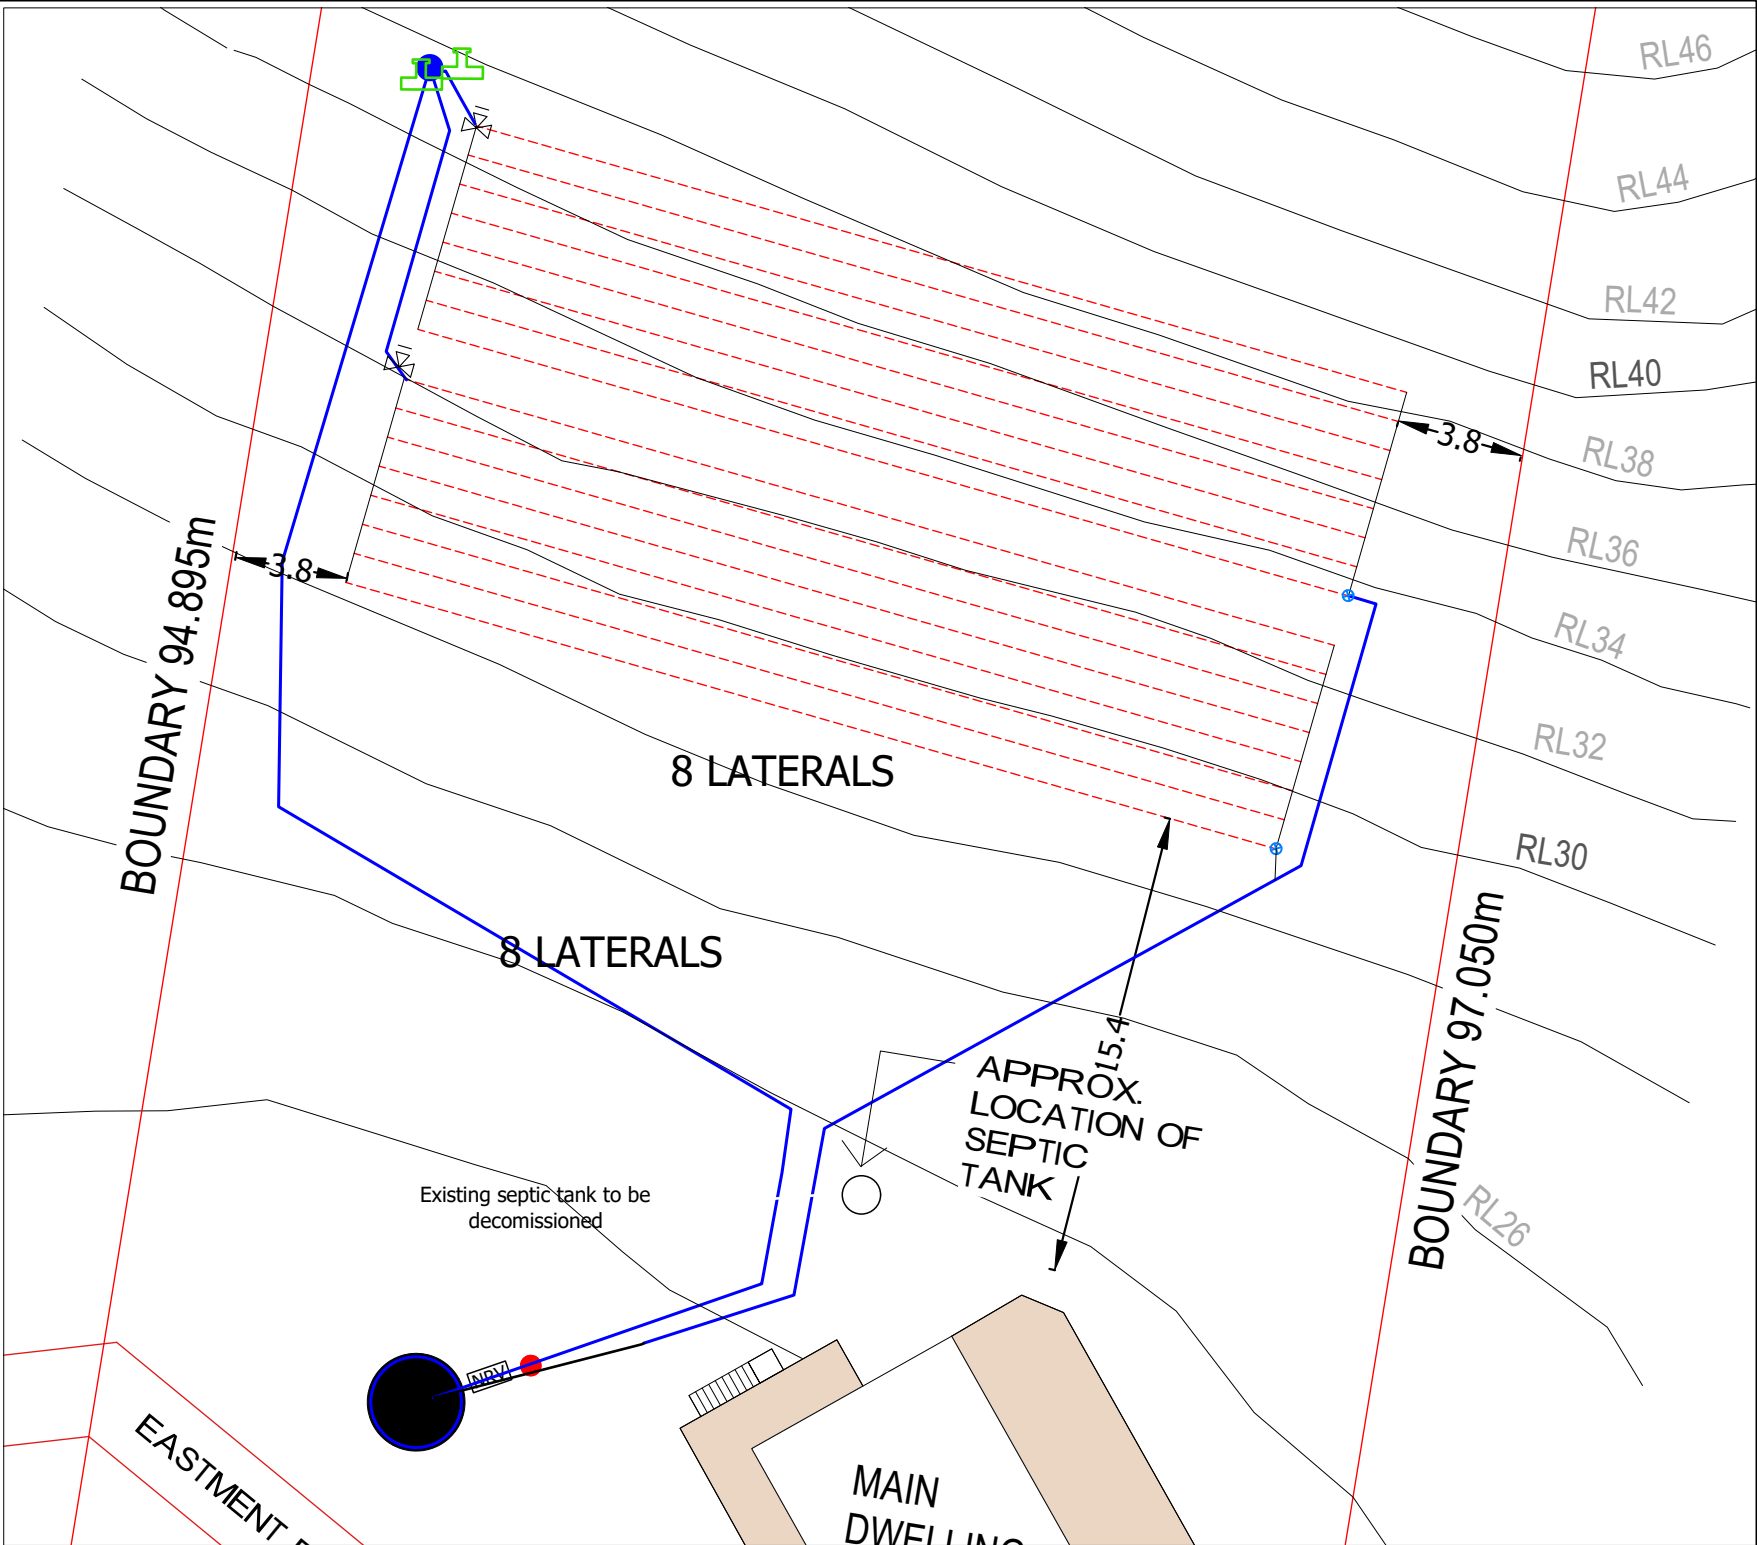 RL46
RL44
RL42
RL40
3.8
RL38
RL36
3.8
BOUNDARY 94.895m
RL34
RL32
8 LATERALS
RL30
8 LATERALS
BOUNDARY 97.050m
15.4
APPROX.
LOCATION OF
SEPTIC
TANK
Existing septic tank to be
decomissioned
RL26
NRV
EASTMENT
MAIN
DWELLING